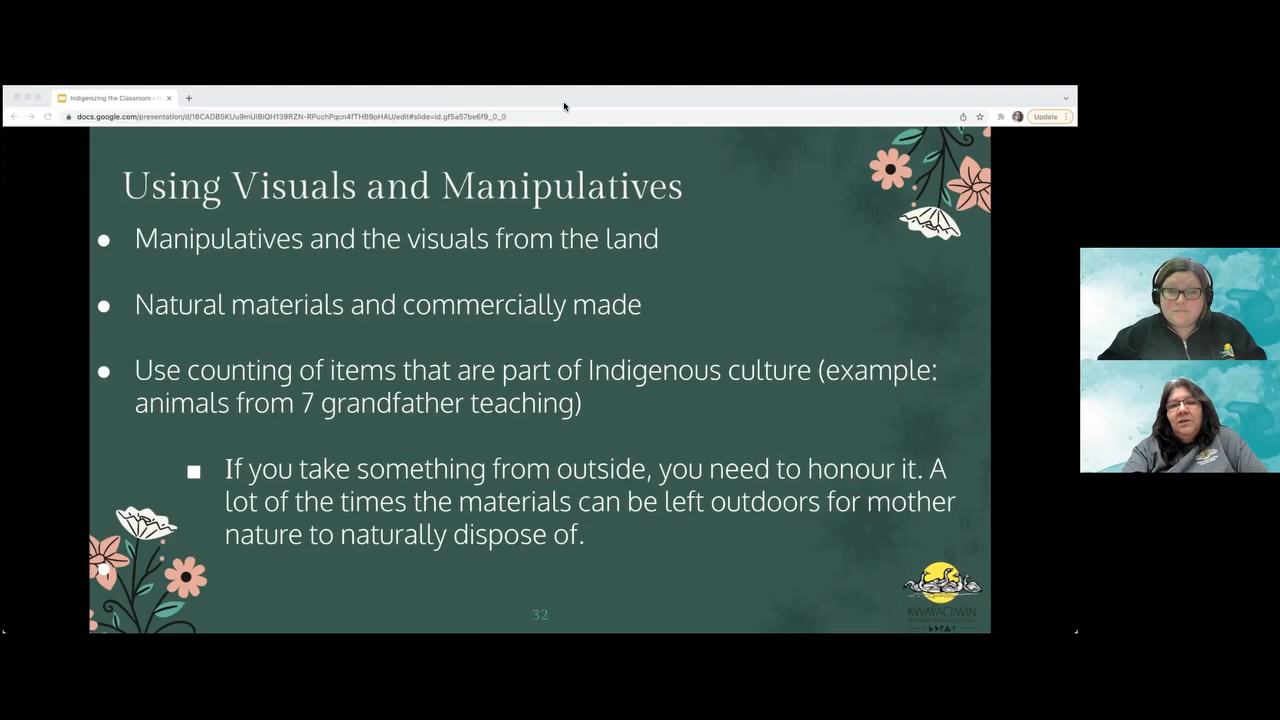 Indigenizing the Classroom -
docs.google.com/presentation/d/18CADBSKUu9mUlBIQH139RZN-RPuchPqcn4fTHB9pHAU/edit#slide=id.gf5a57be6f9_0_0
Update
Using Visuals and Manipulatives
● Manipulatives and the visuals from the land
● Natural materials and commercially made
● Use counting of items that are part of Indigenous culture (example:
animals from 7 grandfather teaching)
■ If you take something from outside, you need to honour it. A
lot of the times the materials can be left outdoors for mother
nature to naturally dispose of.
32
KWAYACIIWIN